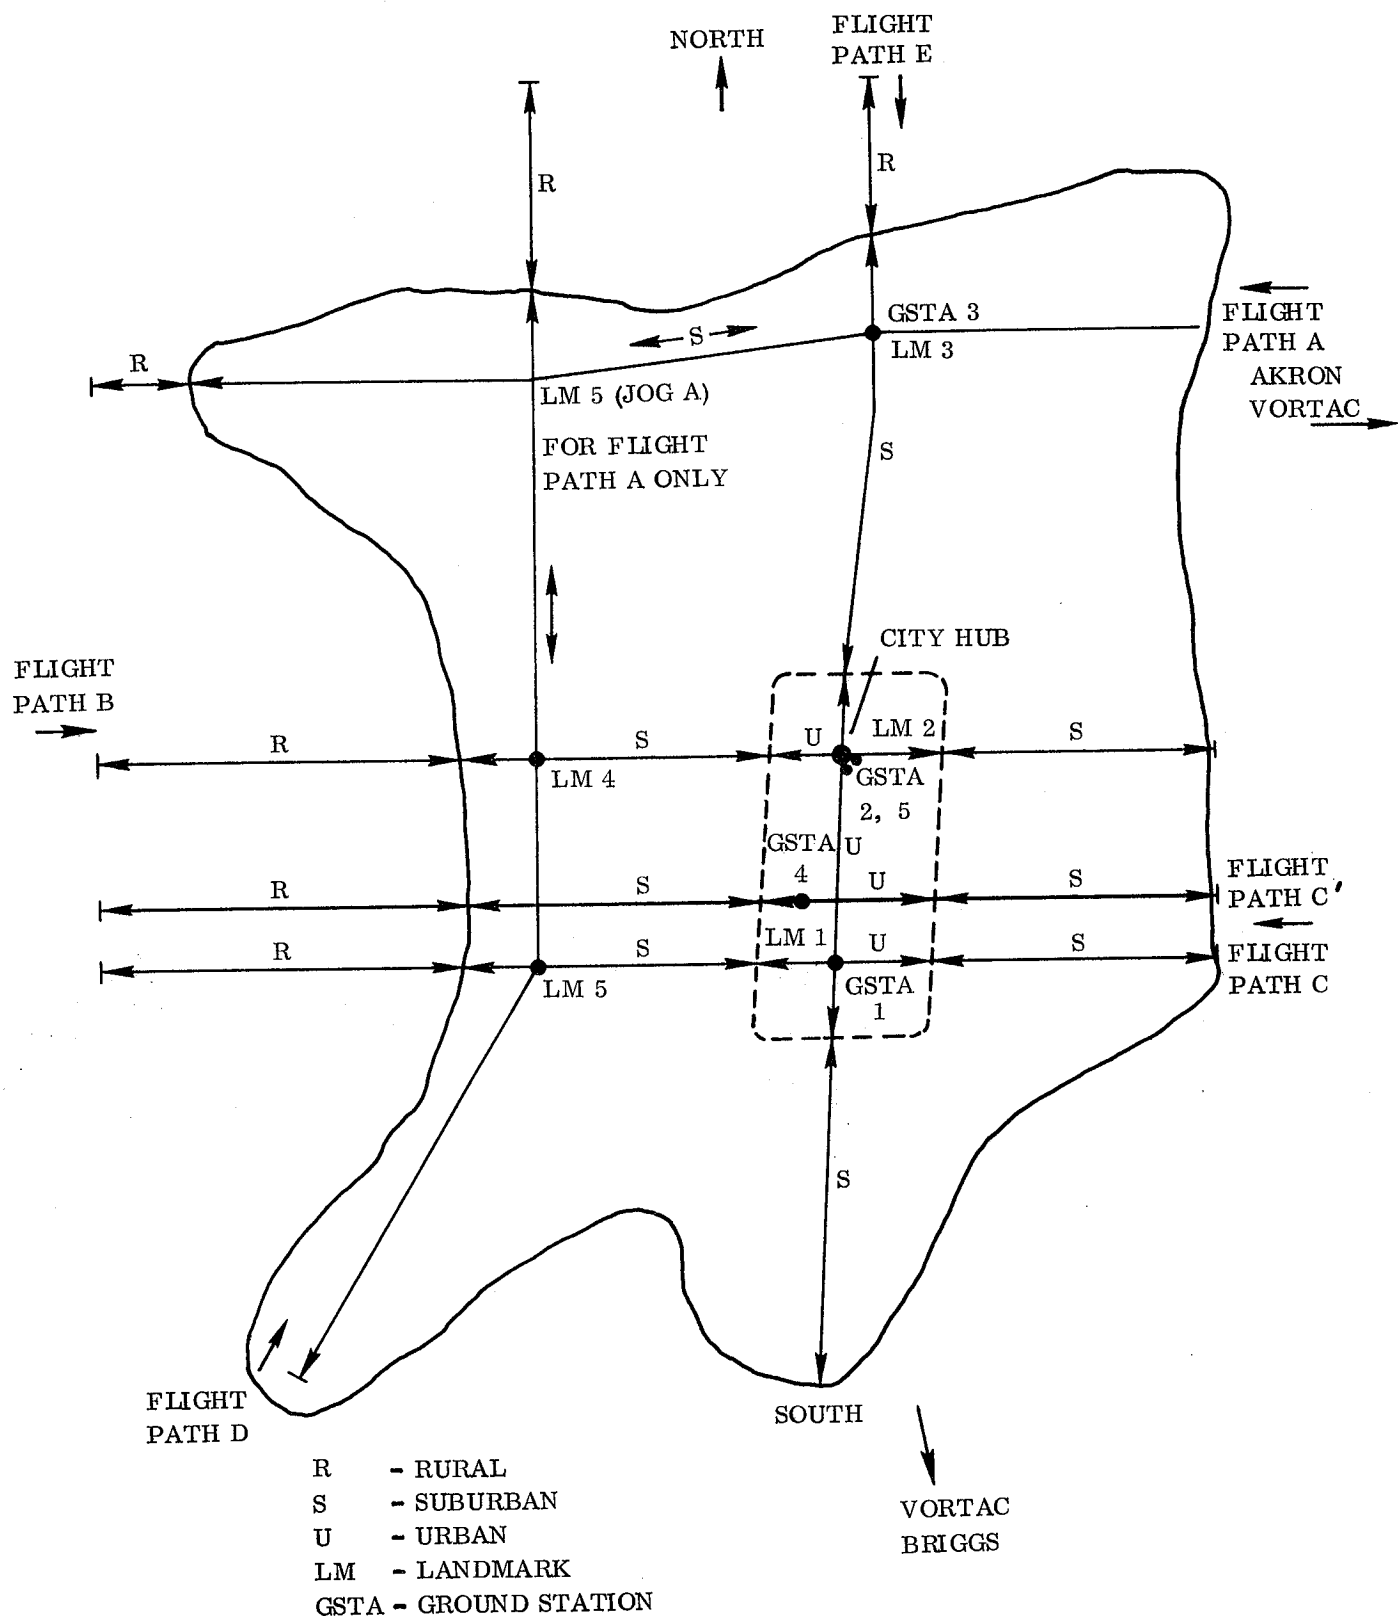 NORTH
FLIGHT
PATH E
R
R
GSTA 3
LM 3
S
FLIGHT
PATH A
AKRON
VORTAC
R
LM 5 (JOG A)
FOR FLIGHT
PATH A ONLY
S
CITY HUB
FLIGHT
PATH B
R
S
U
LM 2
S
LM 4
GSTA
2, 5
GSTA
4
U
R
S
U
S
FLIGHT
PATH C'
LM 1
R
S
U
S
FLIGHT
PATH C
LM 5
GSTA
1
S
FLIGHT
PATH D
SOUTH
VORTAC
BRIGGS
R - RURAL
S - SUBURBAN
U - URBAN
LM - LANDMARK
GSTA - GROUND STATION